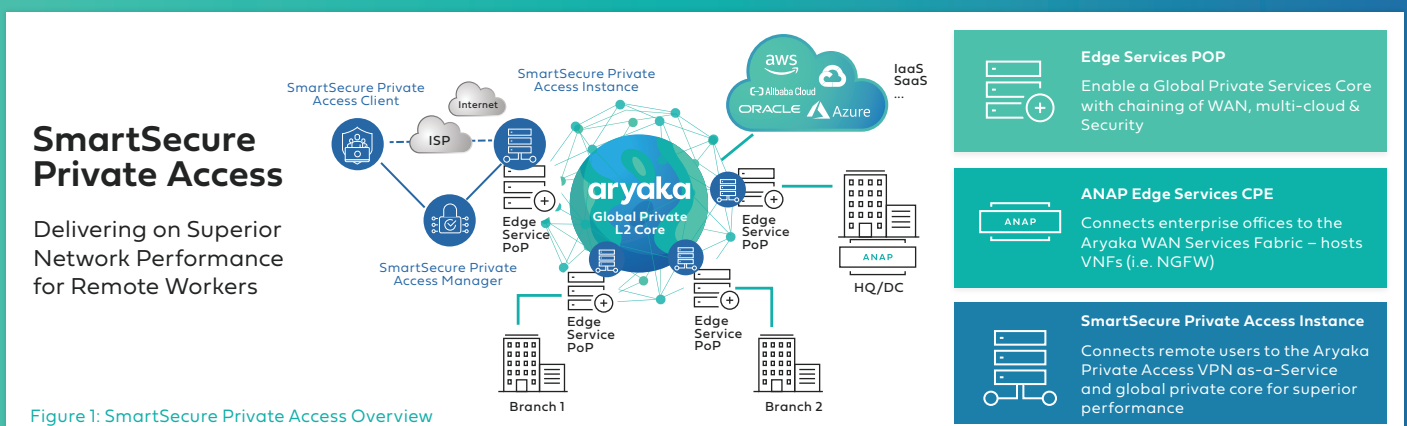 SmartSecure
Private Access
Delivering on Superior
Network Performance
for Remote Workers
SmartSecure Private
Access Client
Internet
ISP
SmartSecure Private
Access Instance
SmartSecure Private
Access Manager
aws
Alibaba Cloud
ORACLE
Azure
IaaS
SaaS
...
aryaka
Global Private
L2 Core
Edge
Service
PoP
Edge
Service
PoP
Edge
Service
PoP
Edge
Service
PoP
ANAP
HQ/DC
Branch 1
Branch 2
Figure 1: SmartSecure Private Access Overview
Edge Services POP
Enable a Global Private Services Core
with chaining of WAN, multi-cloud &
Security
ANAP
ANAP Edge Services CPE
Connects enterprise offices to the
Aryaka WAN Services Fabric – hosts
VNFs (i.e. NGFW)
SmartSecure Private Access Instance
Connects remote users to the Aryaka
Private Access VPN as-a-Service
and global private core for superior
performance